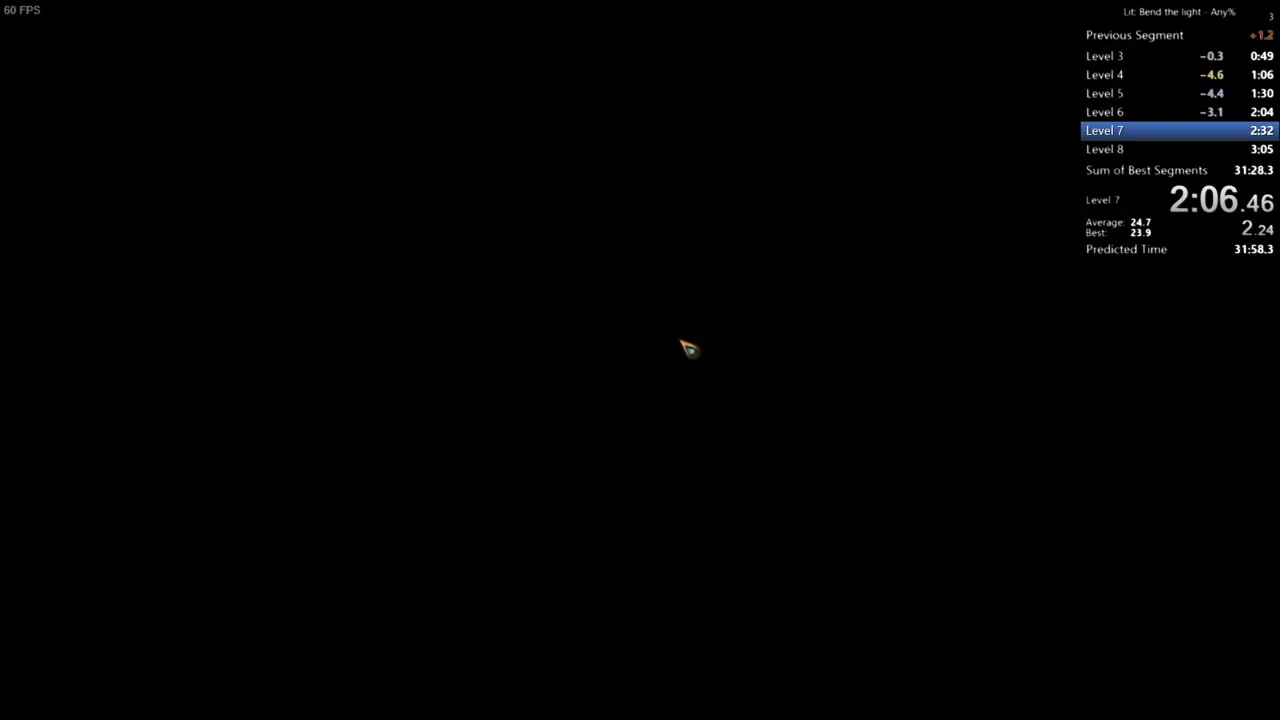 60 FPS
Lit: Bend the light - Any%
3
Previous Segment +1.2
Level 3 −0.3 0:49
Level 4 −4.6 1:06
Level 5 −4.4 1:30
Level 6 −3.1 2:04
Level 7 2:32
Level 8 3:05
Sum of Best Segments 31:28.3
Level 7 2:06.46
Average: 24.7
Best: 23.9 2.24
Predicted Time 31:58.3